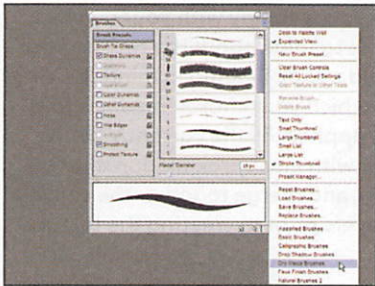 Brushes
Brush Presets
Brush Tip Shape
Shape Dynamics
Texture
Color Dynamics
Other Dynamics
Noise
Wet Edges
Smoothing
Protect Texture
Master Diameter
Dock to Palette Well
Expanded View
New Brush Preset...
Clear Brush Controls
Reset All Locked Settings
Copy Texture to Other Tools
Rename Brush...
Delete Brush
Text Only
Small Thumbnail
Large Thumbnail
Small List
Large List
Stroke Thumbnail
Preset Manager...
Reset Brushes...
Load Brushes...
Save Brushes...
Replace Brushes...
Assorted Brushes
Basic Brushes
Calligraphic Brushes
Drop Shadow Brushes
Dry Media Brushes
Faux Finish Brushes
Natural Brushes 2